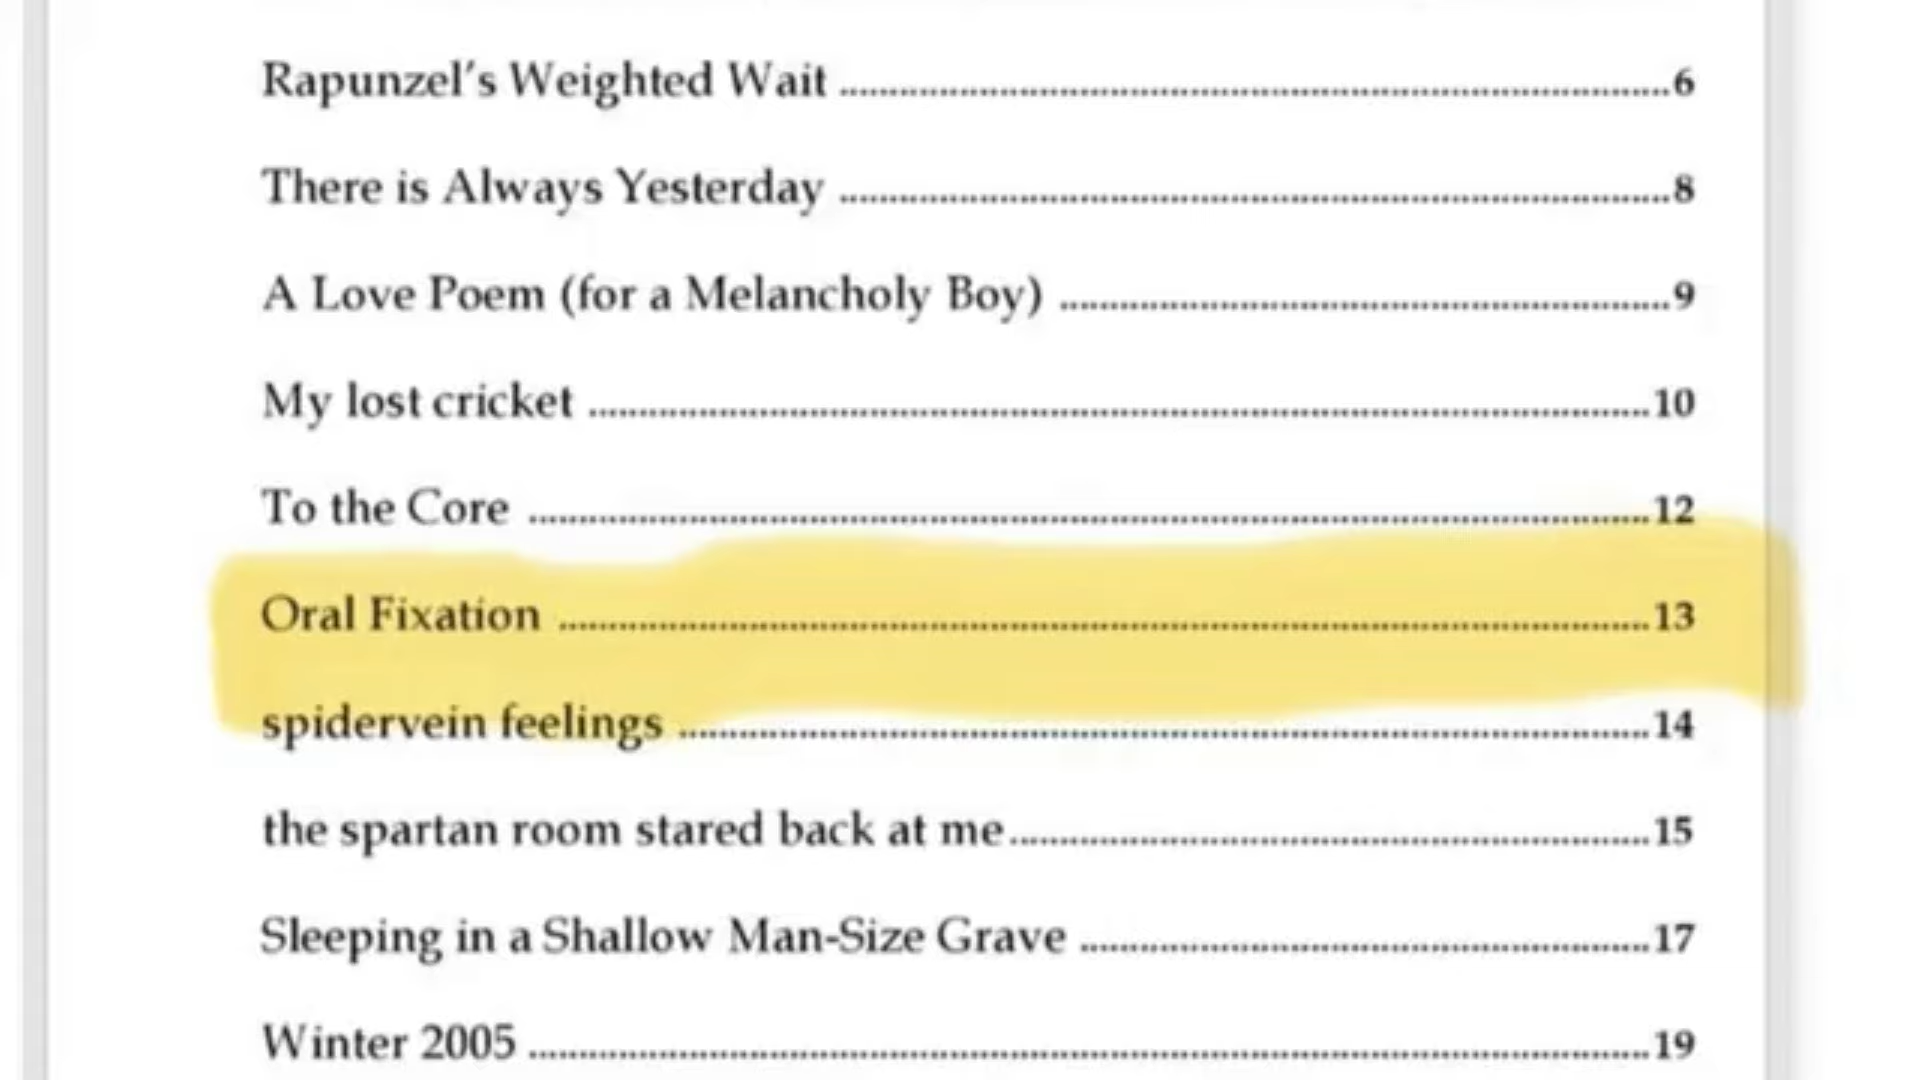 Rapunzel's Weighted Wait ........................................................................................6
There is Always Yesterday ........................................................................................8
A Love Poem (for a Melancholy Boy) .................................................................9
My lost cricket ................................................................................................................10
To the Core ......................................................................................................................12
Oral Fixation ...................................................................................................................13
spidervein feelings .......................................................................................................14
the spartan room stared back at me....................................................................15
Sleeping in a Shallow Man-Size Grave .............................................................17
Winter 2005 ......................................................................................................................19